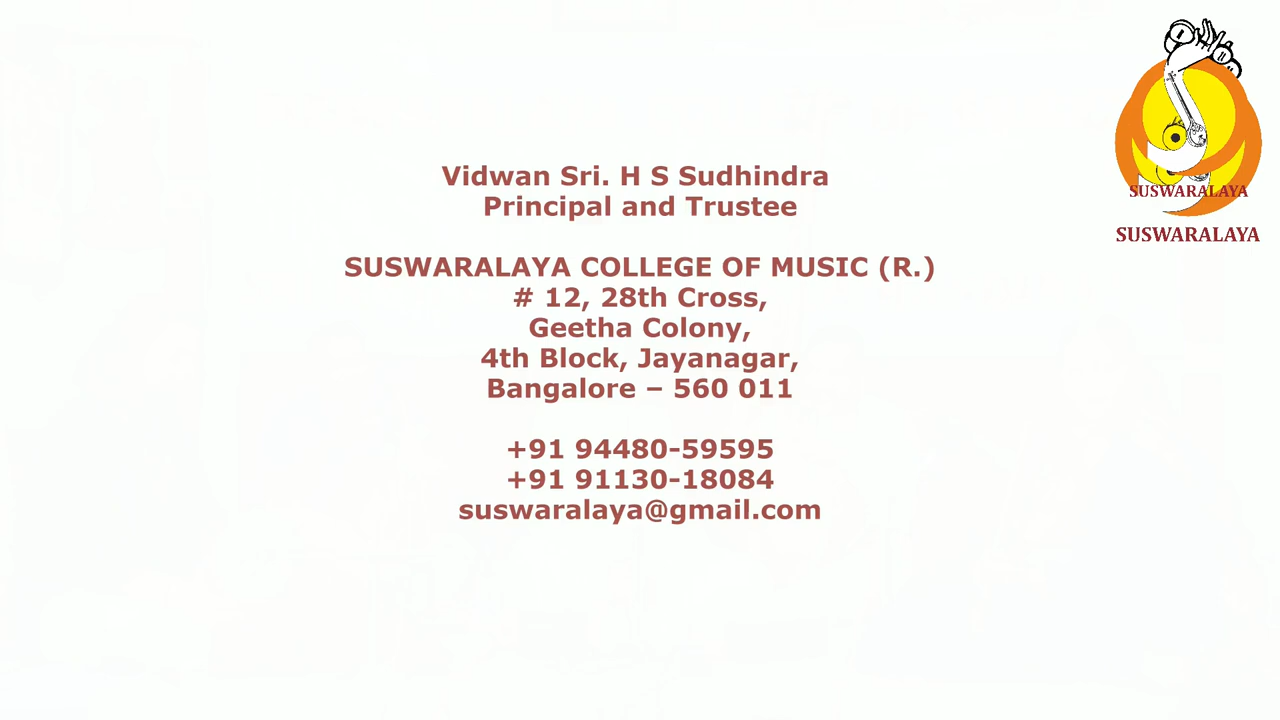 Vidwan Sri. H S Sudhindra
Principal and Trustee
SUSWARALAYA COLLEGE OF MUSIC (R.)
# 12, 28th Cross,
Geetha Colony,
4th Block, Jayanagar,
Bangalore – 560 011
+91 94480-59595
+91 91130-18084
suswaralaya@gmail.com
SUSWARALAYA
SUSWARALAYA